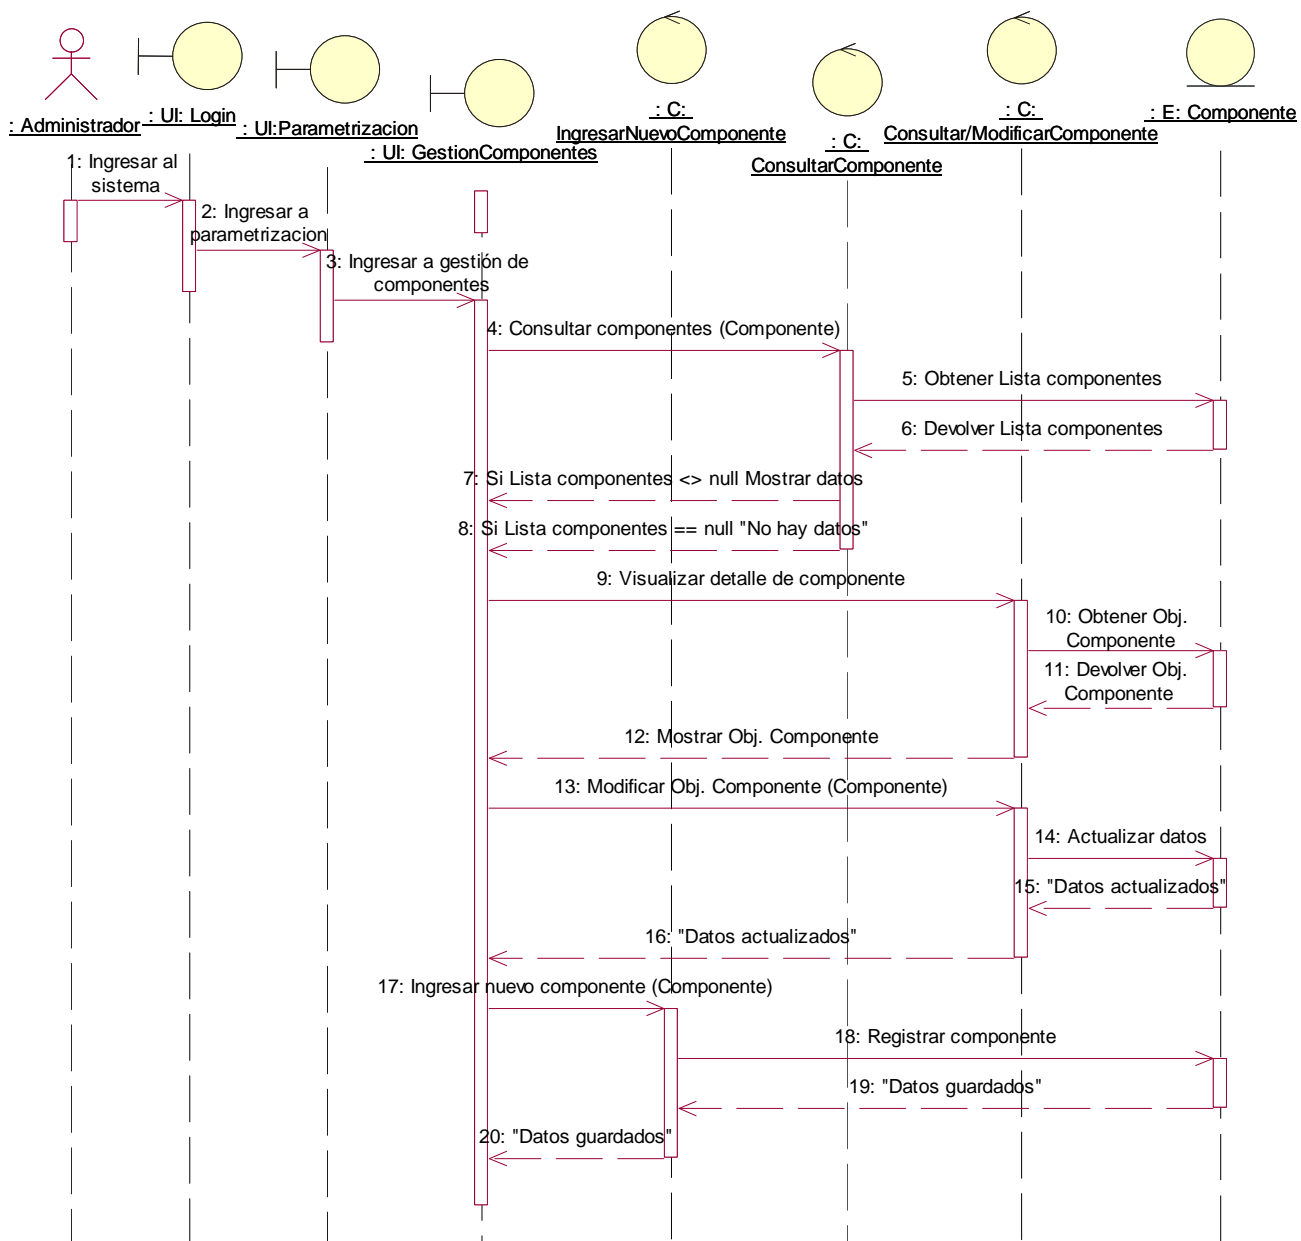 : Administrador
: UI: Login
: UI:Parametrizacion
: UI: GestionComponentes
: C:
IngresarNuevoComponente
: C:
ConsultarComponente
: C:
Consultar/ModificarComponente
: E: Componente
1: Ingresar al
sistema
2: Ingresar a
parametrizacion
3: Ingresar a gestión de
componentes
4: Consultar componentes (Componente)
5: Obtener Lista componentes
6: Devolver Lista componentes
7: Si Lista componentes <> null Mostrar datos
8: Si Lista componentes == null "No hay datos"
9: Visualizar detalle de componente
10: Obtener Obj.
Componente
11: Devolver Obj.
Componente
12: Mostrar Obj. Componente
13: Modificar Obj. Componente (Componente)
14: Actualizar datos
15: "Datos actualizados"
16: "Datos actualizados"
17: Ingresar nuevo componente (Componente)
18: Registrar componente
19: "Datos guardados"
20: "Datos guardados"